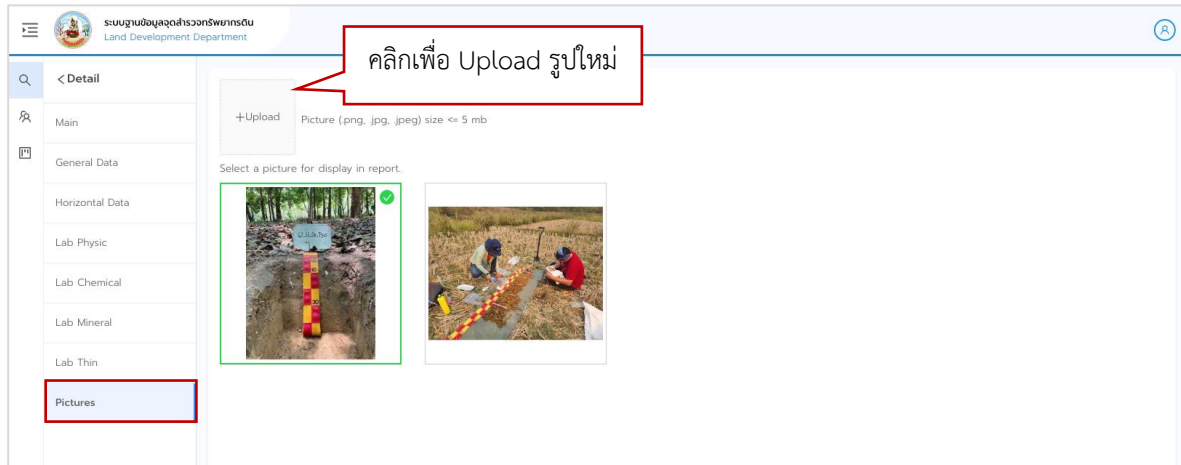 ระบบฐานข้อมูลจุดสำรวจทรัพยากรดิน
Land Development Department
คลิกเพื่อ Upload รูปใหม่
< Detail
Main
General Data
Horizontal Data
Lab Physic
Lab Chemical
Lab Mineral
Lab Thin
Pictures
+Upload
Picture (.png, .jpg, .jpeg) size <= 5 mb
Select a picture for display in report.